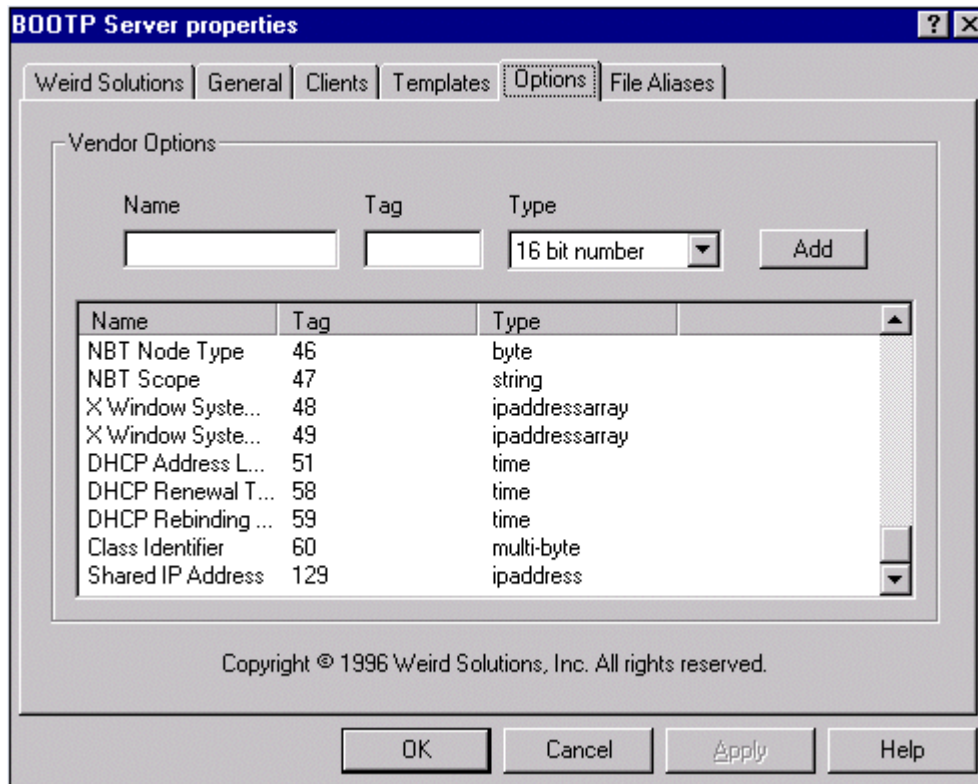 BOOTP Server properties
Weird Solutions General Clients Templates Options File Aliases
Vendor Options
Name Tag Type
16 bit number Add
Name Tag Type
NBT Node Type 46 byte
NBT Scope 47 string
X Window Syste... 48 ipaddressarray
X Window Syste... 49 ipaddressarray
DHCP Address L... 51 time
DHCP Renewal T... 58 time
DHCP Rebinding ... 59 time
Class Identifier 60 multi-byte
Shared IP Address 129 ipaddress
Copyright © 1996 Weird Solutions, Inc. All rights reserved.
OK Cancel Apply Help